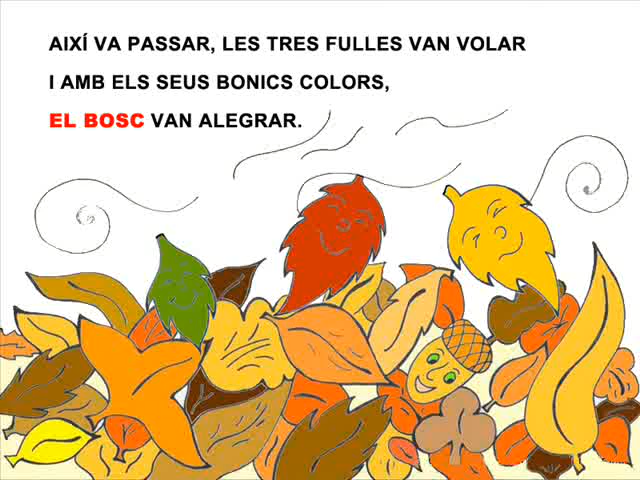 AIXÍ VA PASSAR, LES TRES FULLES VAN VOLAR
I AMB ELS SEUS BONICS COLORS,
EL BOSC VAN ALEGRAR.